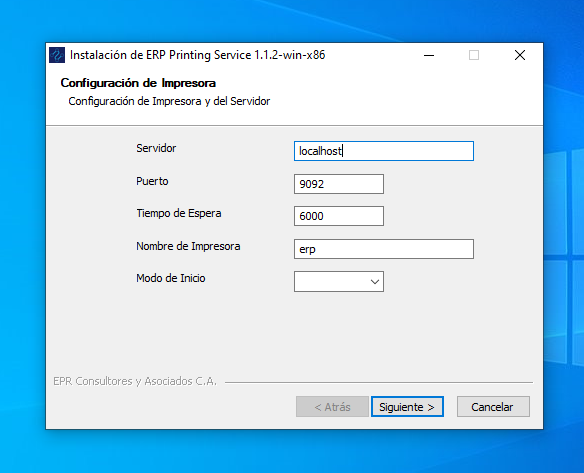 Instalación de ERP Printing Service 1.1.2-win-x86
Configuración de Impresora
Configuración de Impresora y del Servidor
Servidor localhost
Puerto 9092
Tiempo de Espera 6000
Nombre de Impresora erp
Modo de Inicio
EPR Consultores y Asociados C.A.
< Atrás Siguiente > Cancelar